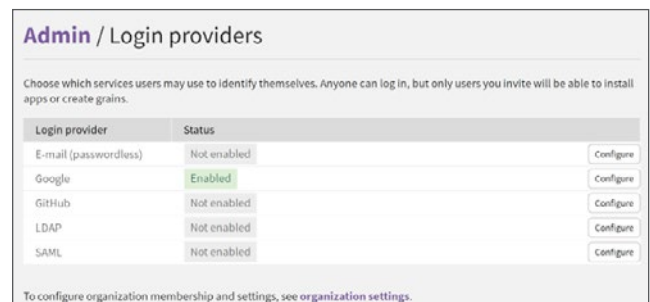 Admin / Login providers
Choose which services users may use to identify themselves. Anyone can log in, but only users you invite will be able to install
apps or create grains.
Login provider Status
E-mail (passwordless) Not enabled Configure
Google Enabled Configure
GitHub Not enabled Configure
LDAP Not enabled Configure
SAML Not enabled Configure
To configure organization membership and settings, see organization settings.